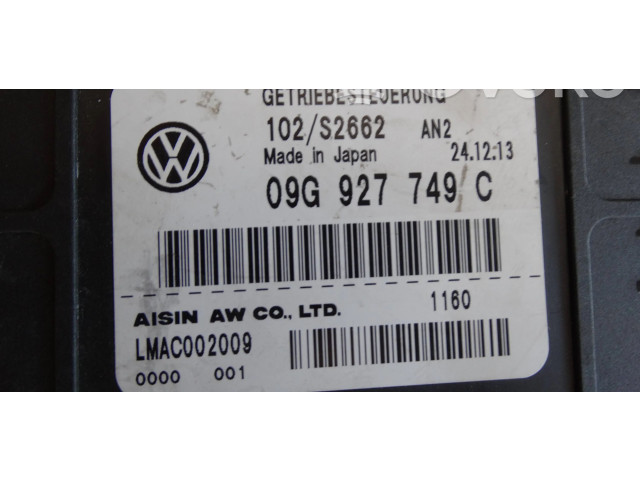 GETRIEBESTEUERUNG
102/S2662 AN2
Made in Japan 24.12.13
09G 927 749 C
AISIN AW CO., LTD. 1160
LMAC002009
0000 001